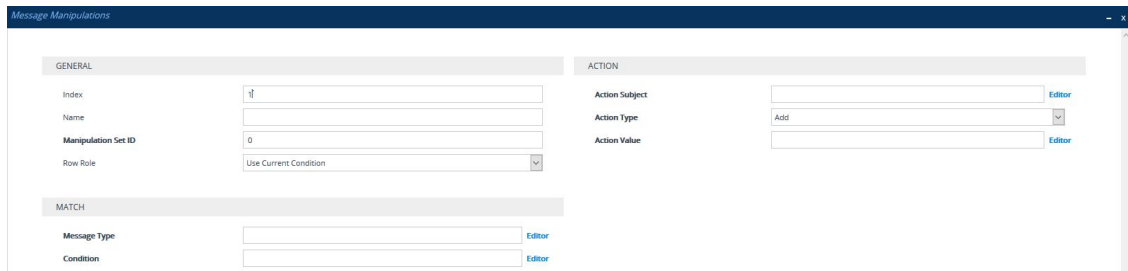 Message Manipulations
GENERAL
Index 1
Name
Manipulation Set ID 0
Row Role Use Current Condition
MATCH
Message Type Editor
Condition Editor
ACTION
Action Subject Editor
Action Type Add
Action Value Editor